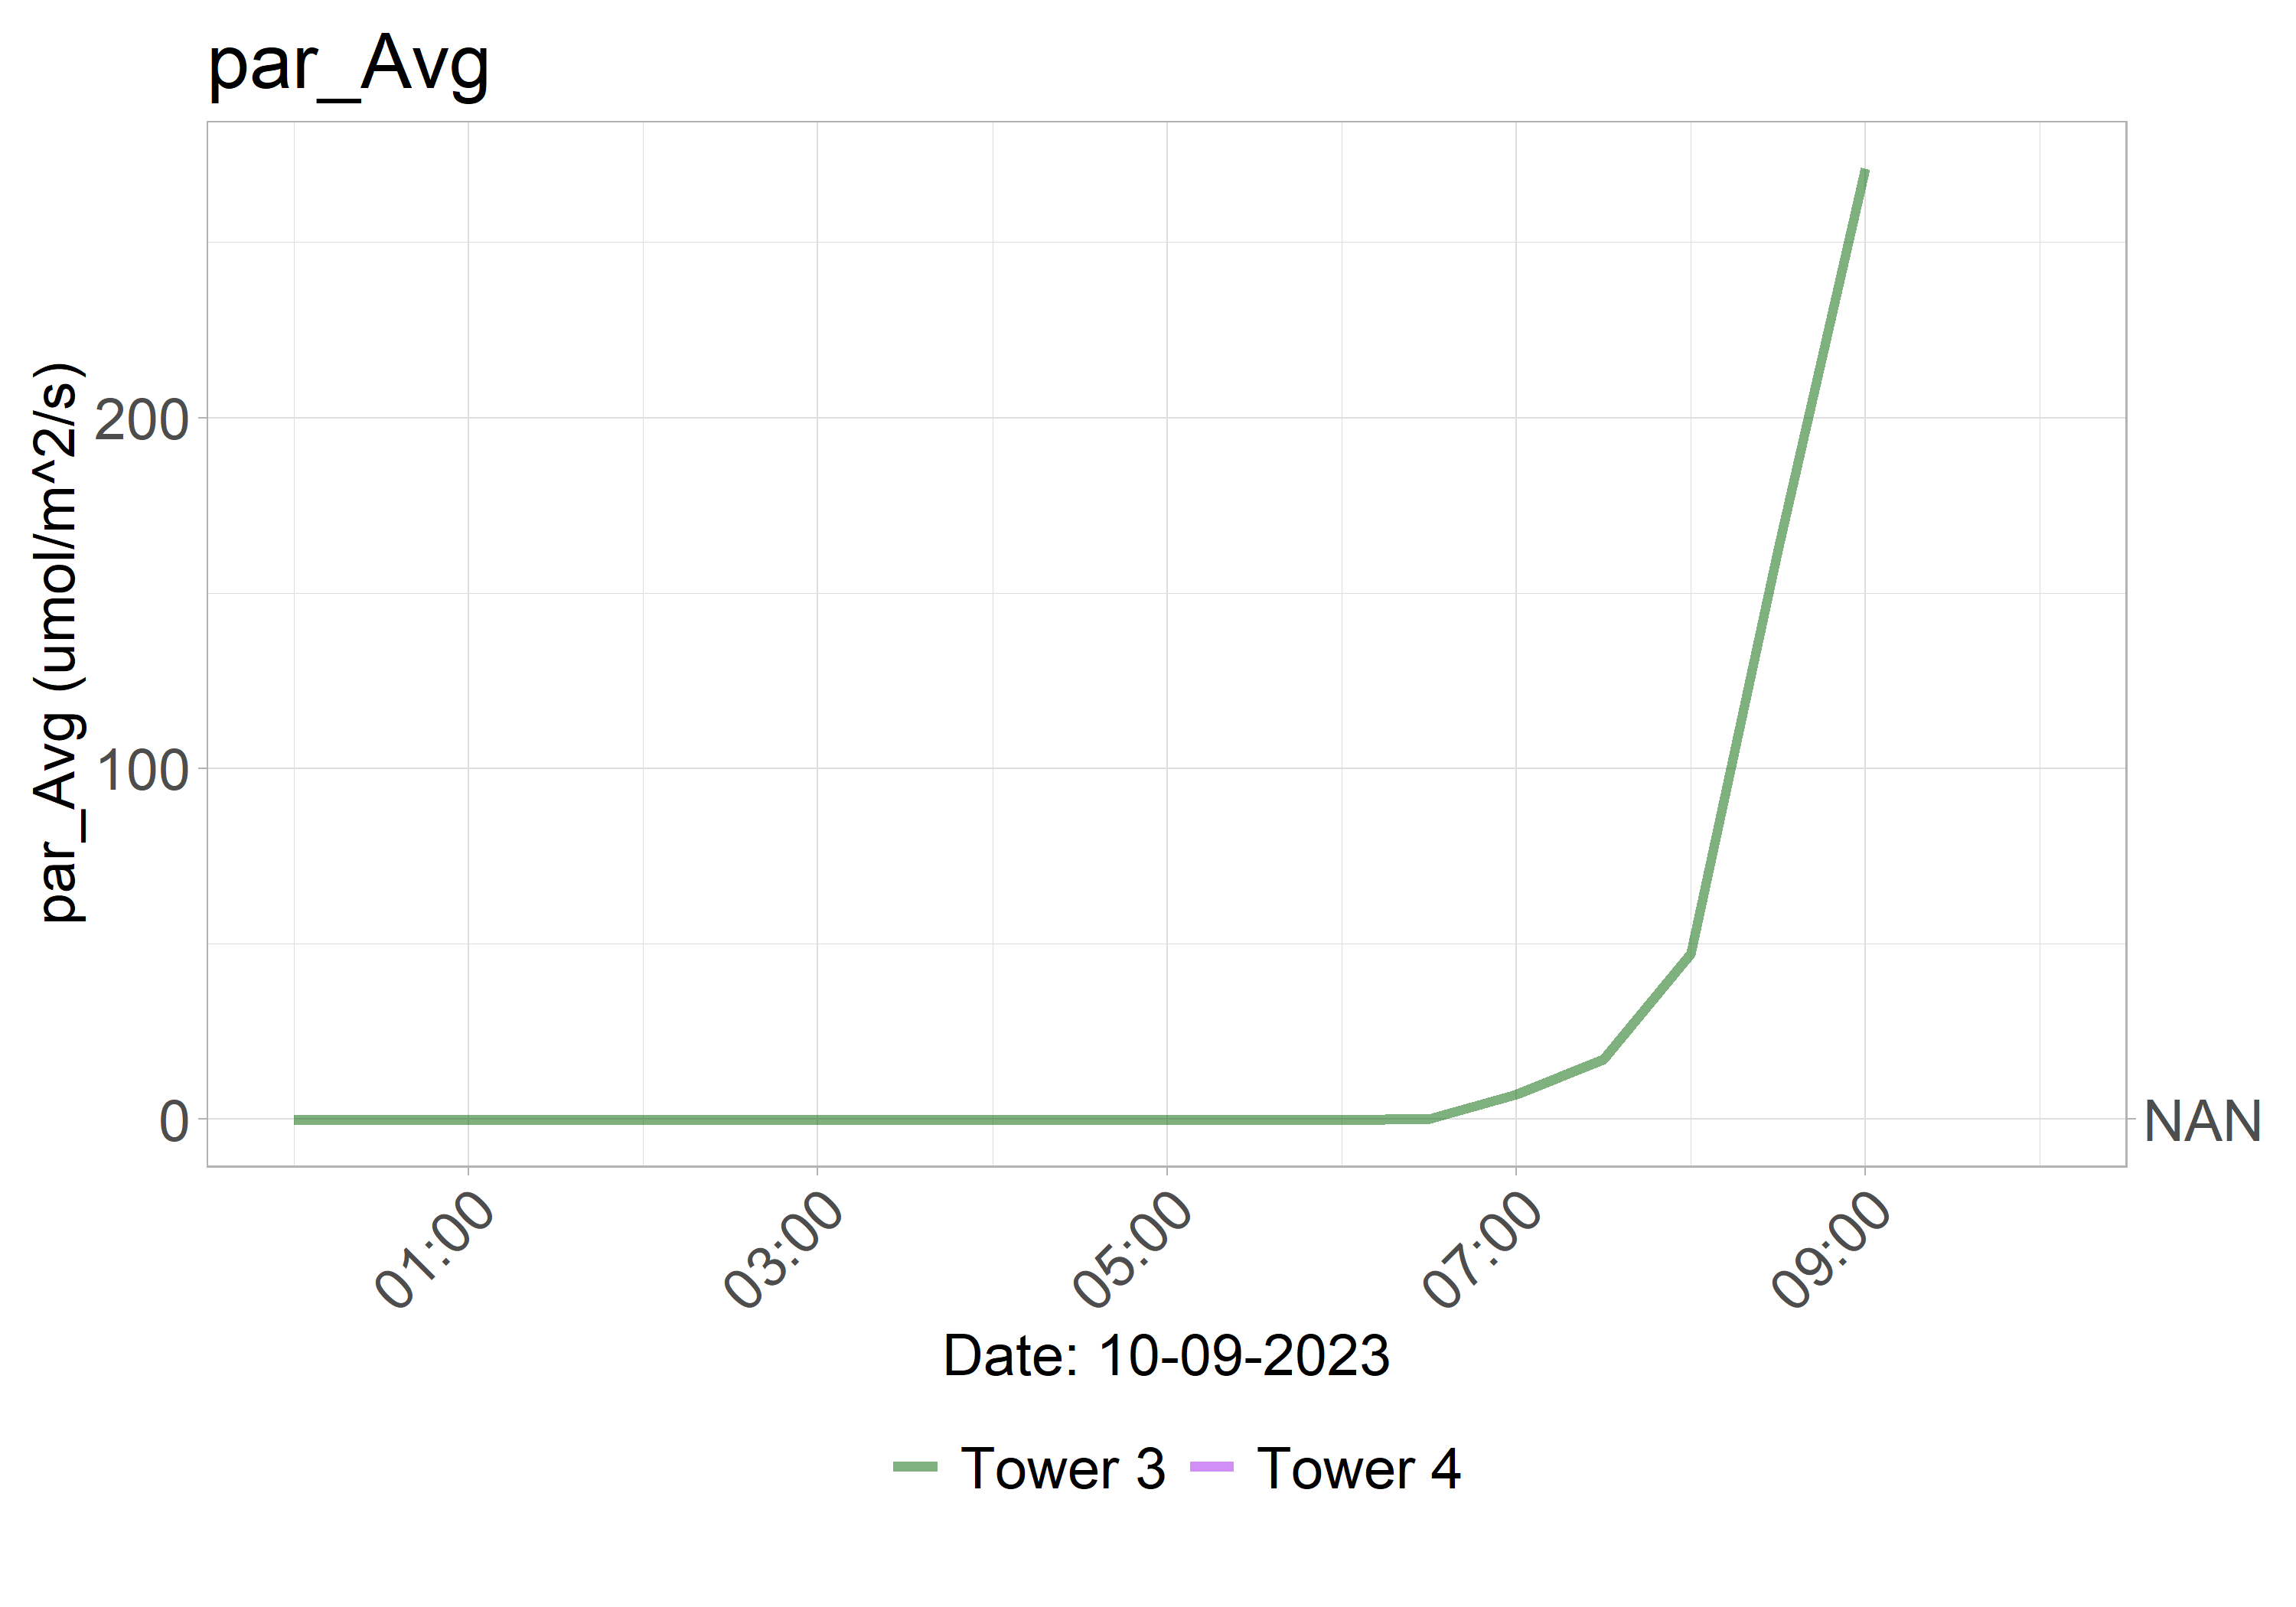 par_Avg
par_Avg (umol/m^2/s)
200
100
0
NAN
01:00
03:00
05:00
07:00
09:00
Date: 10-09-2023
Tower 3
Tower 4